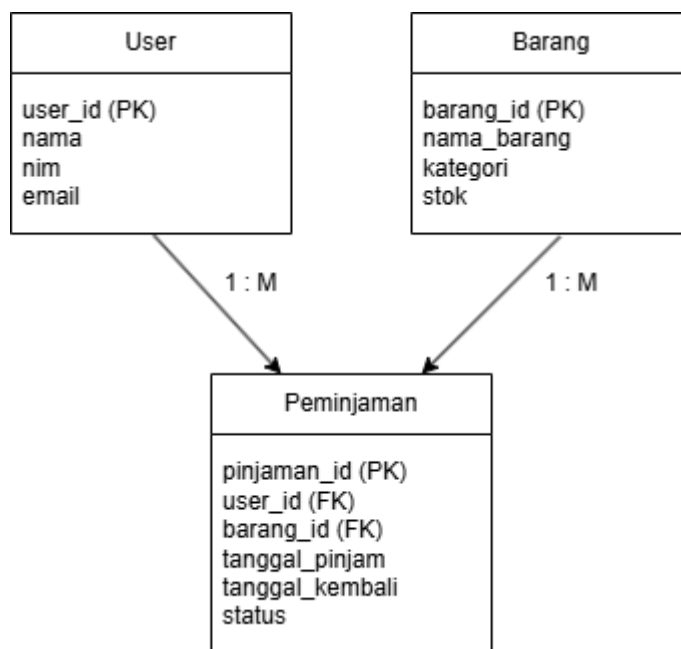 User
user_id (PK)
nama
nim
email
Barang
barang_id (PK)
nama_barang
kategori
stok
1 : M
1 : M
Peminjaman
pinjaman_id (PK)
user_id (FK)
barang_id (FK)
tanggal_pinjam
tanggal_kembali
status